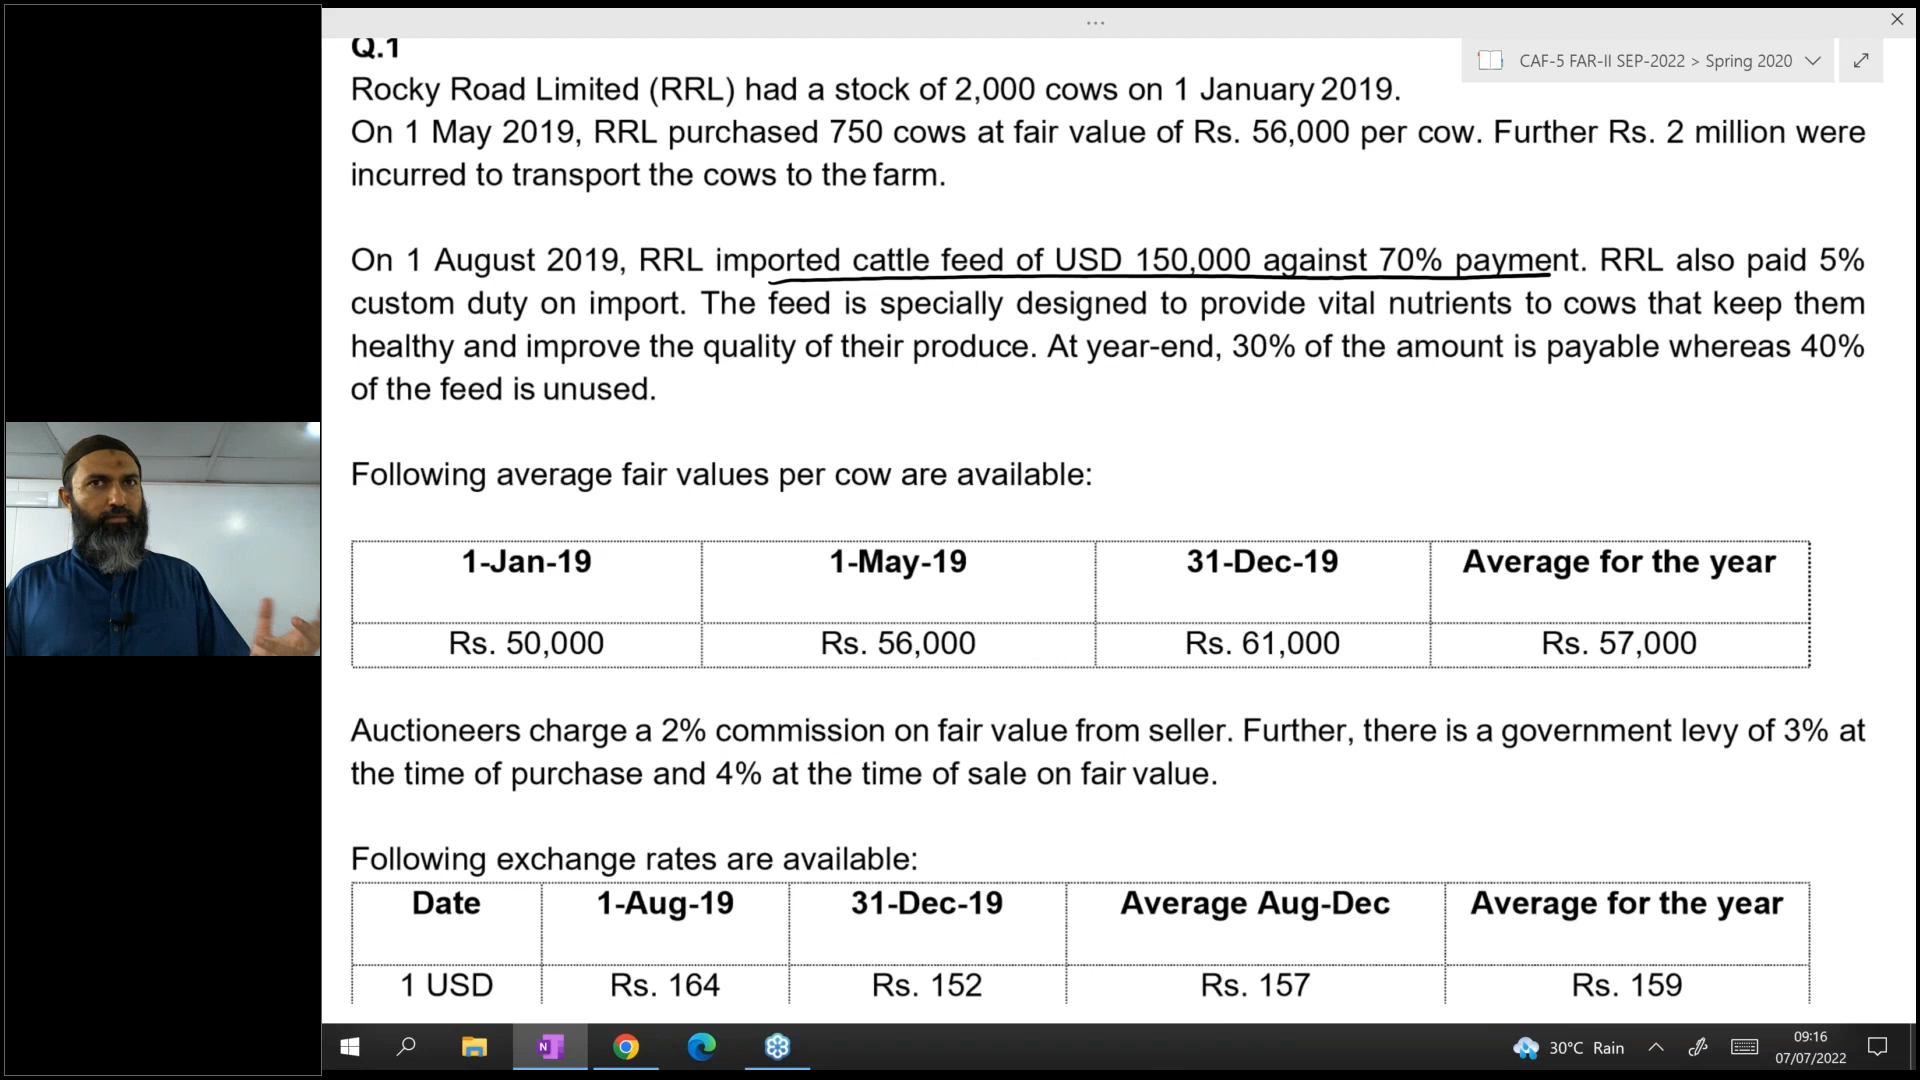 Q.1
CAF-5 FAR-II SEP-2022 > Spring 2020
Rocky Road Limited (RRL) had a stock of 2,000 cows on 1 January 2019.
On 1 May 2019, RRL purchased 750 cows at fair value of Rs. 56,000 per cow. Further Rs. 2 million were
incurred to transport the cows to the farm.
On 1 August 2019, RRL imported cattle feed of USD 150,000 against 70% payment. RRL also paid 5%
custom duty on import. The feed is specially designed to provide vital nutrients to cows that keep them
healthy and improve the quality of their produce. At year-end, 30% of the amount is payable whereas 40%
of the feed is unused.
Following average fair values per cow are available:
1-Jan-19 1-May-19 31-Dec-19 Average for the year
Rs. 50,000 Rs. 56,000 Rs. 61,000 Rs. 57,000
Auctioneers charge a 2% commission on fair value from seller. Further, there is a government levy of 3% at
the time of purchase and 4% at the time of sale on fair value.
Following exchange rates are available:
Date 1-Aug-19 31-Dec-19 Average Aug-Dec Average for the year
1 USD Rs. 164 Rs. 152 Rs. 157 Rs. 159
30°C Rain
09:16
07/07/2022